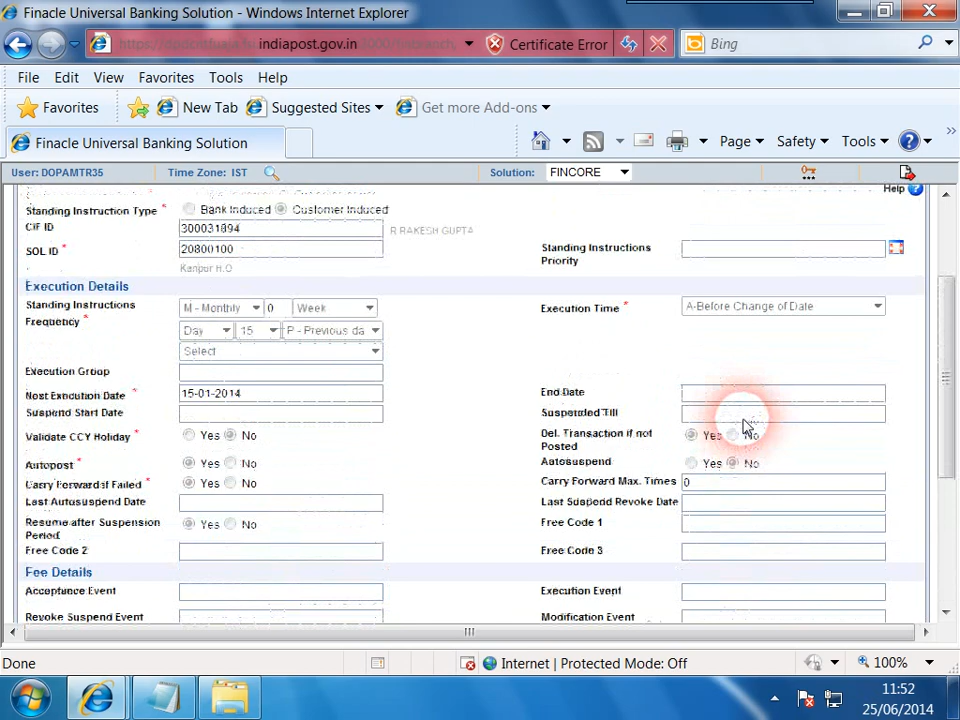 Finacle Universal Banking Solution - Windows Internet Explorer
indiapost.gov.in
Certificate Error
Bing
File Edit View Favorites Tools Help
Favorites New Tab Suggested Sites Get more Add-ons
Finacle Universal Banking Solution
Page Safety Tools »
User: DOPAMTR35 Time Zone: IST Solution: FINCORE
Help
Standing Instruction Type * Bank Induced Customer Induced
CIF ID 300031894 R RAKESH GUPTA
SOL ID * 20800100 Standing Instructions Priority
Kanpur H.O
Execution Details
Standing Instructions Frequency * M - Monthly 0 Week Execution Time * A-Before Change of Date
Day 15 P - Previous da
Select
Execution Group
Next Execution Date * 15-01-2014 End Date
Suspend Start Date Suspended Till
Validate CCY Holiday * Yes No Del. Transaction if not Posted Yes No
Autopost * Yes No Autosuspend Yes No
Carry Forward if Failed * Yes No Carry Forward Max. Times 0
Last Autosuspend Date Last Suspend Revoke Date
Resume after Suspension Period * Yes No Free Code 1
Free Code 2 Free Code 3
Fee Details
Acceptance Event Execution Event
Revoke Suspend Event Modification Event
Done Internet | Protected Mode: Off 100%
11:52
25/06/2014